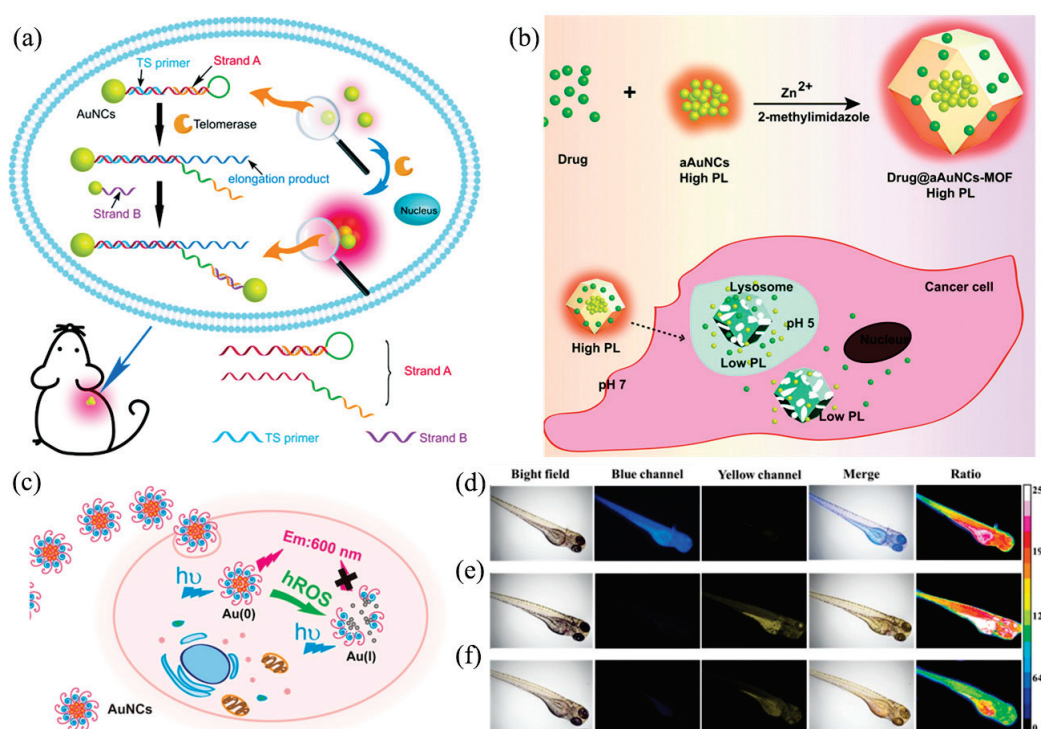 (a)
TS primer
Strand A
AuNCs
Telomerase
elongation product
Strand B
Nucleus
Strand A
TS primer
Strand B
(b)
Drug
+
aAuNCs
High PL
Zn2+
2-methylimidazole
Drug@aAuNCs-MOF
High PL
Lysosome
Cancer cell
pH 5
Nucleus
High PL
Low PL
pH 7
Low PL
(c)
Em:600 nm
hυ
hROS
Au(0)
hυ
Au(I)
AuNCs
Bight field
Blue channel
Yellow channel
Merge
Ratio
(d)
(e)
(f)